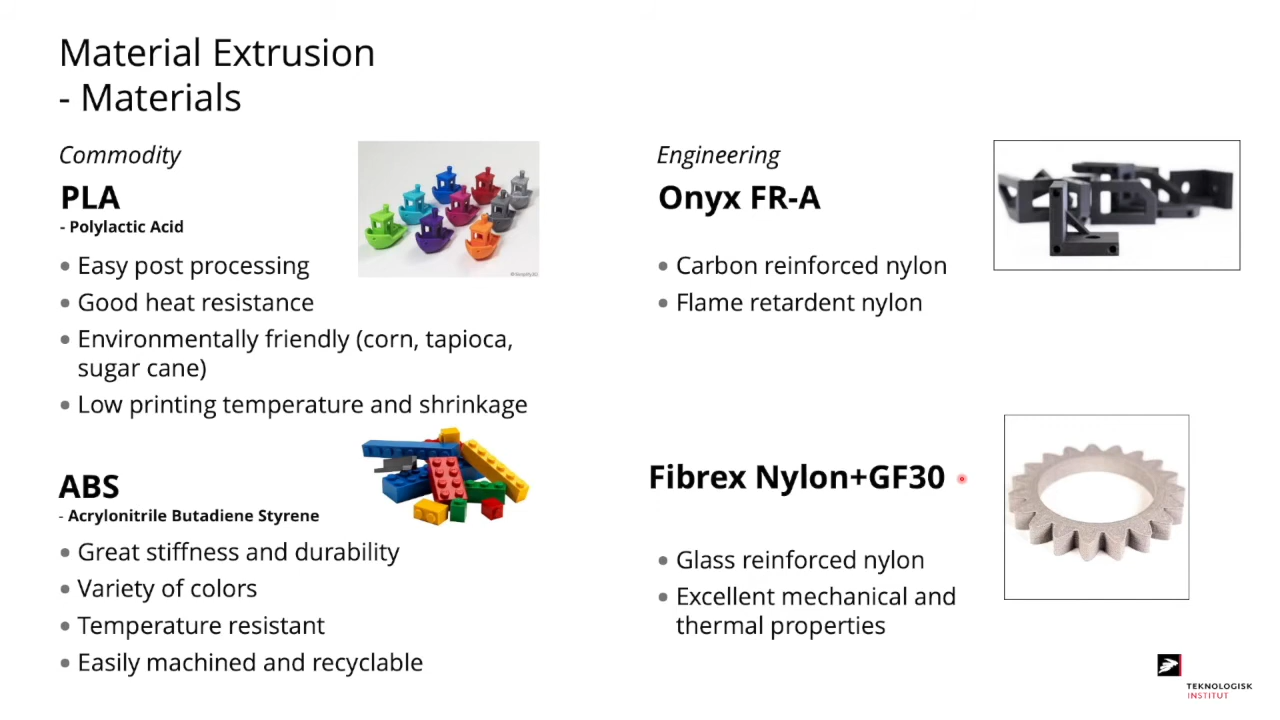 Material Extrusion
- Materials
Commodity
PLA
- Polylactic Acid
Easy post processing
Good heat resistance
Environmentally friendly (corn, tapioca,
sugar cane)
Low printing temperature and shrinkage
ABS
- Acrylonitrile Butadiene Styrene
Great stiffness and durability
Variety of colors
Temperature resistant
Easily machined and recyclable
Engineering
Onyx FR-A
Carbon reinforced nylon
Flame retardent nylon
Fibrex Nylon+GF30
Glass reinforced nylon
Excellent mechanical and
thermal properties
TEKNOLOGISK
INSTITUT